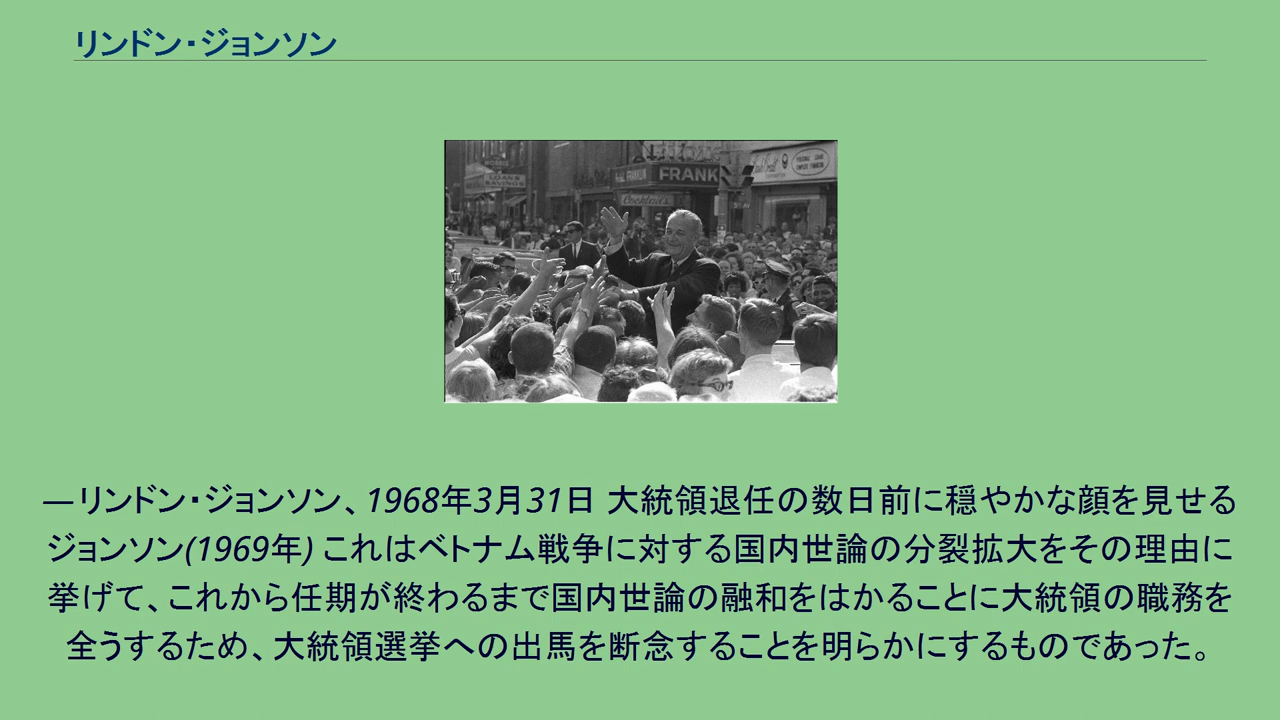 リンドン・ジョンソン
MORRIS
LOANS
SAVINGS
FRANKLIN
FRANK
Cocktails
—リンドン・ジョンソン、1968年3月31日 大統領退任の数日前に穏やかな顔を見せる
ジョンソン(1969年) これはベトナム戦争に対する国内世論の分裂拡大をその理由に
挙げて、これから任期が終わるまで国内世論の融和をはかることに大統領の職務を
全うするため、大統領選挙への出馬を断念することを明らかにするものであった。